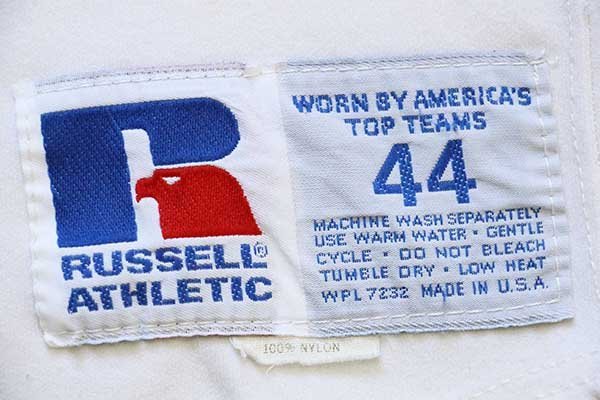 RUSSELL®
ATHLETIC
WORN BY AMERICA'S
TOP TEAMS
44
MACHINE WASH SEPARATELY
USE WARM WATER · GENTLE
CYCLE · DO NOT BLEACH
TUMBLE DRY · LOW HEAT
WPL 7232 MADE IN U.S.A.
100% NYLON